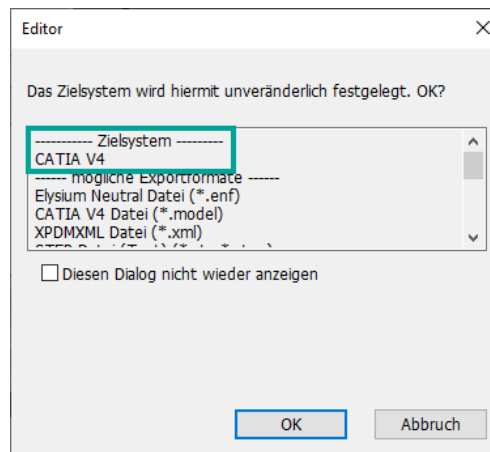 Editor
Das Zielsystem wird hiermit unveränderlich festgelegt. OK?
----------- Zielsystem ---------
CATIA V4
------ mögliche Exportformate ------
Elysium Neutral Datei (*.enf)
CATIA V4 Datei (*.model)
XPDMXML Datei (*.xml)
Diesen Dialog nicht wieder anzeigen
OK
Abbruch